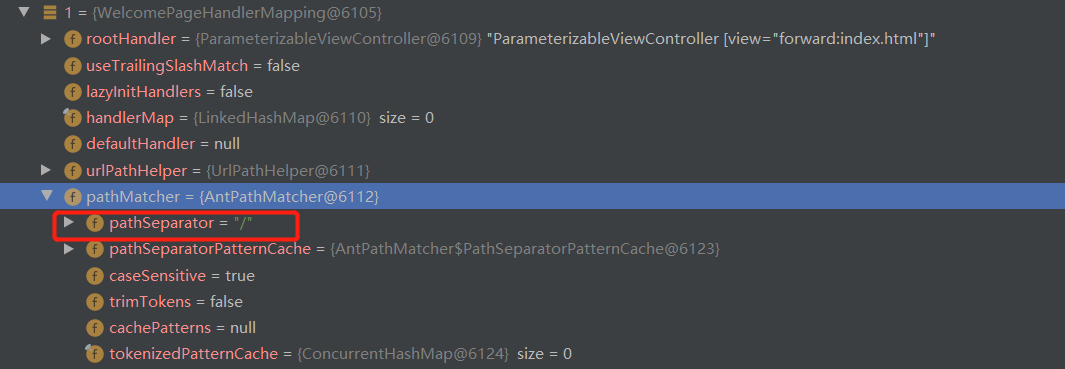 1 = {WelcomePageHandlerMapping@6105}
f rootHandler = {ParameterizableViewController@6109} "ParameterizableViewController [view="forward:index.html"]"
f useTrailingSlashMatch = false
f lazyInitHandlers = false
f handlerMap = {LinkedHashMap@6110} size = 0
f defaultHandler = null
f urlPathHelper = {UrlPathHelper@6111}
f pathMatcher = {AntPathMatcher@6112}
f pathSeparator = "/"
f pathSeparatorPatternCache = {AntPathMatcher$PathSeparatorPatternCache@6123}
f caseSensitive = true
f trimTokens = false
f cachePatterns = null
f tokenizedPatternCache = {ConcurrentHashMap@6124} size = 0